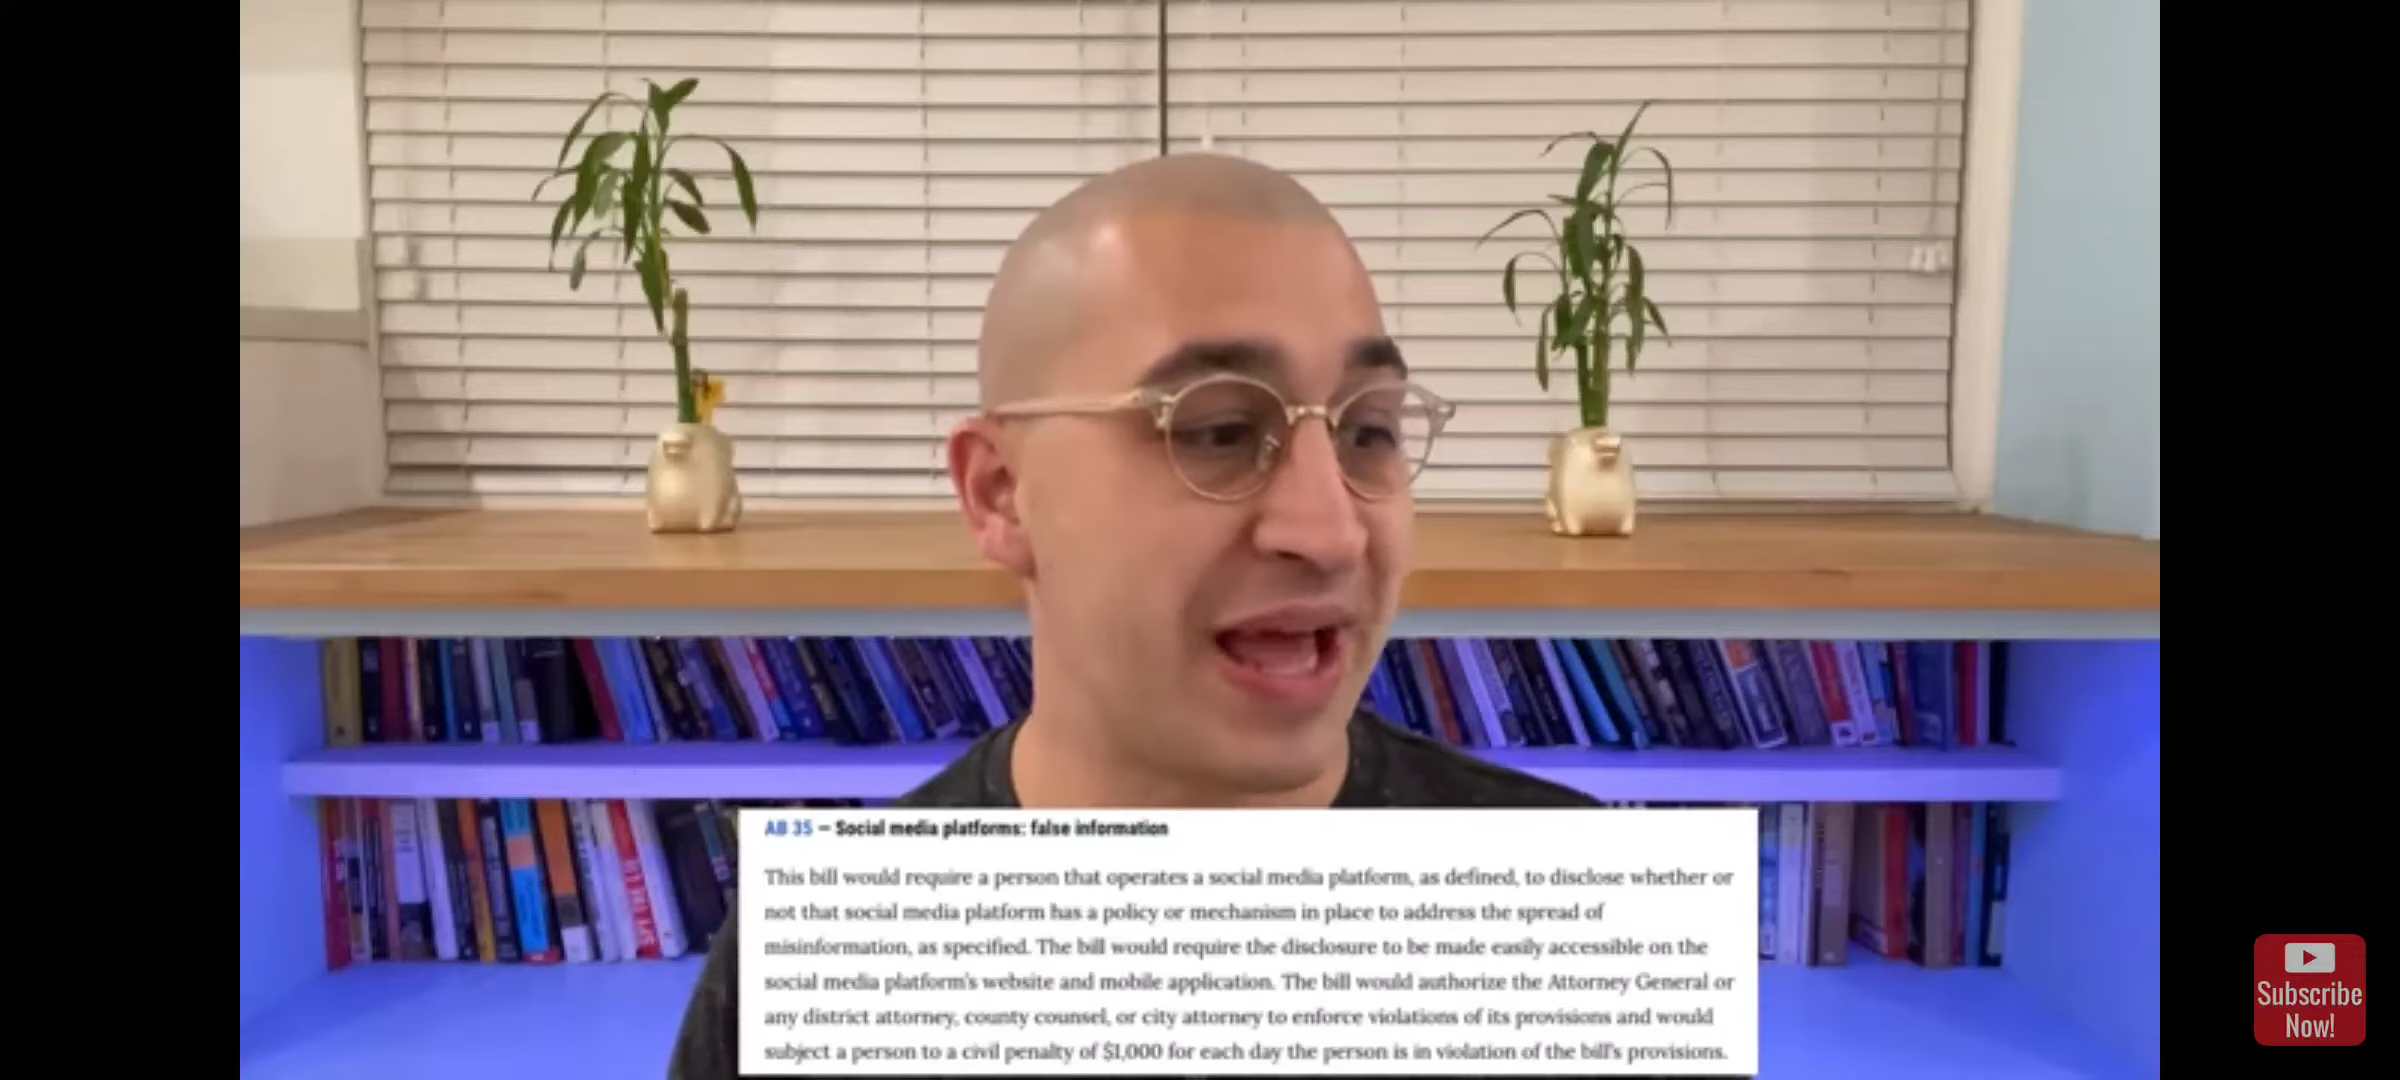 AB 35 – Social media platforms: false information
This bill would require a person that operates a social media platform, as defined, to disclose whether or
not that social media platform has a policy or mechanism in place to address the spread of
misinformation, as specified. The bill would require the disclosure to be made easily accessible on the
social media platform's website and mobile application. The bill would authorize the Attorney General or
any district attorney, county counsel, or city attorney to enforce violations of its provisions and would
subject a person to a civil penalty of $1,000 for each day the person is in violation of the bill's provisions.
Subscribe
Now!